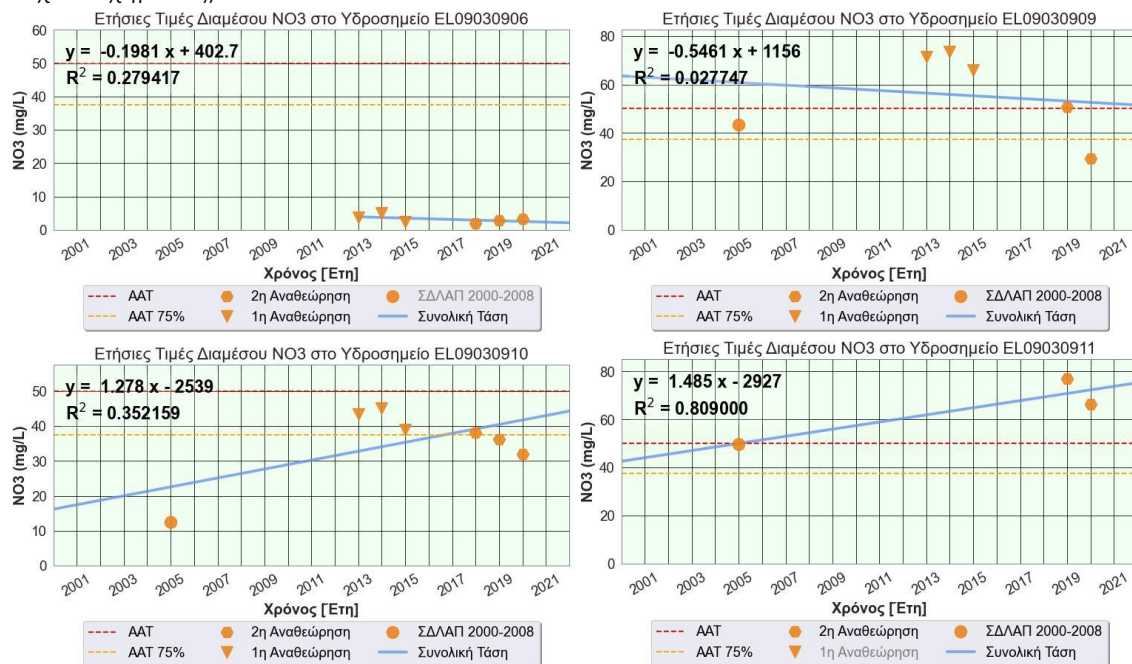 Ετήσιες Τιμές Διαμέσου NO3 στο Υδροσημείο EL09030906
y = -0.1981 x + 402.7
R² = 0.279417
NO3 (mg/L)
60
50
40
30
20
10
0
2001 2003 2005 2007 2009 2011 2013 2015 2017 2019 2021
Χρόνος [Έτη]
ΑΑΤ 2η Αναθεώρηση ΣΔΛΑΠ 2000-2008
ΑΑΤ 75% 1η Αναθεώρηση Συνολική Τάση
Ετήσιες Τιμές Διαμέσου NO3 στο Υδροσημείο EL09030909
y = -0.5461 x + 1156
R² = 0.027747
NO3 (mg/L)
80
60
40
20
0
2001 2003 2005 2007 2009 2011 2013 2015 2017 2019 2021
Χρόνος [Έτη]
ΑΑΤ 2η Αναθεώρηση ΣΔΛΑΠ 2000-2008
ΑΑΤ 75% 1η Αναθεώρηση Συνολική Τάση
Ετήσιες Τιμές Διαμέσου NO3 στο Υδροσημείο EL09030910
y = 1.278 x - 2539
R² = 0.352159
NO3 (mg/L)
50
40
30
20
10
0
2001 2003 2005 2007 2009 2011 2013 2015 2017 2019 2021
Χρόνος [Έτη]
ΑΑΤ 2η Αναθεώρηση ΣΔΛΑΠ 2000-2008
ΑΑΤ 75% 1η Αναθεώρηση Συνολική Τάση
Ετήσιες Τιμές Διαμέσου NO3 στο Υδροσημείο EL09030911
y = 1.485 x - 2927
R² = 0.809000
NO3 (mg/L)
80
60
40
20
0
2001 2003 2005 2007 2009 2011 2013 2015 2017 2019 2021
Χρόνος [Έτη]
ΑΑΤ 2η Αναθεώρηση ΣΔΛΑΠ 2000-2008
ΑΑΤ 75% 1η Αναθεώρηση Συνολική Τάση